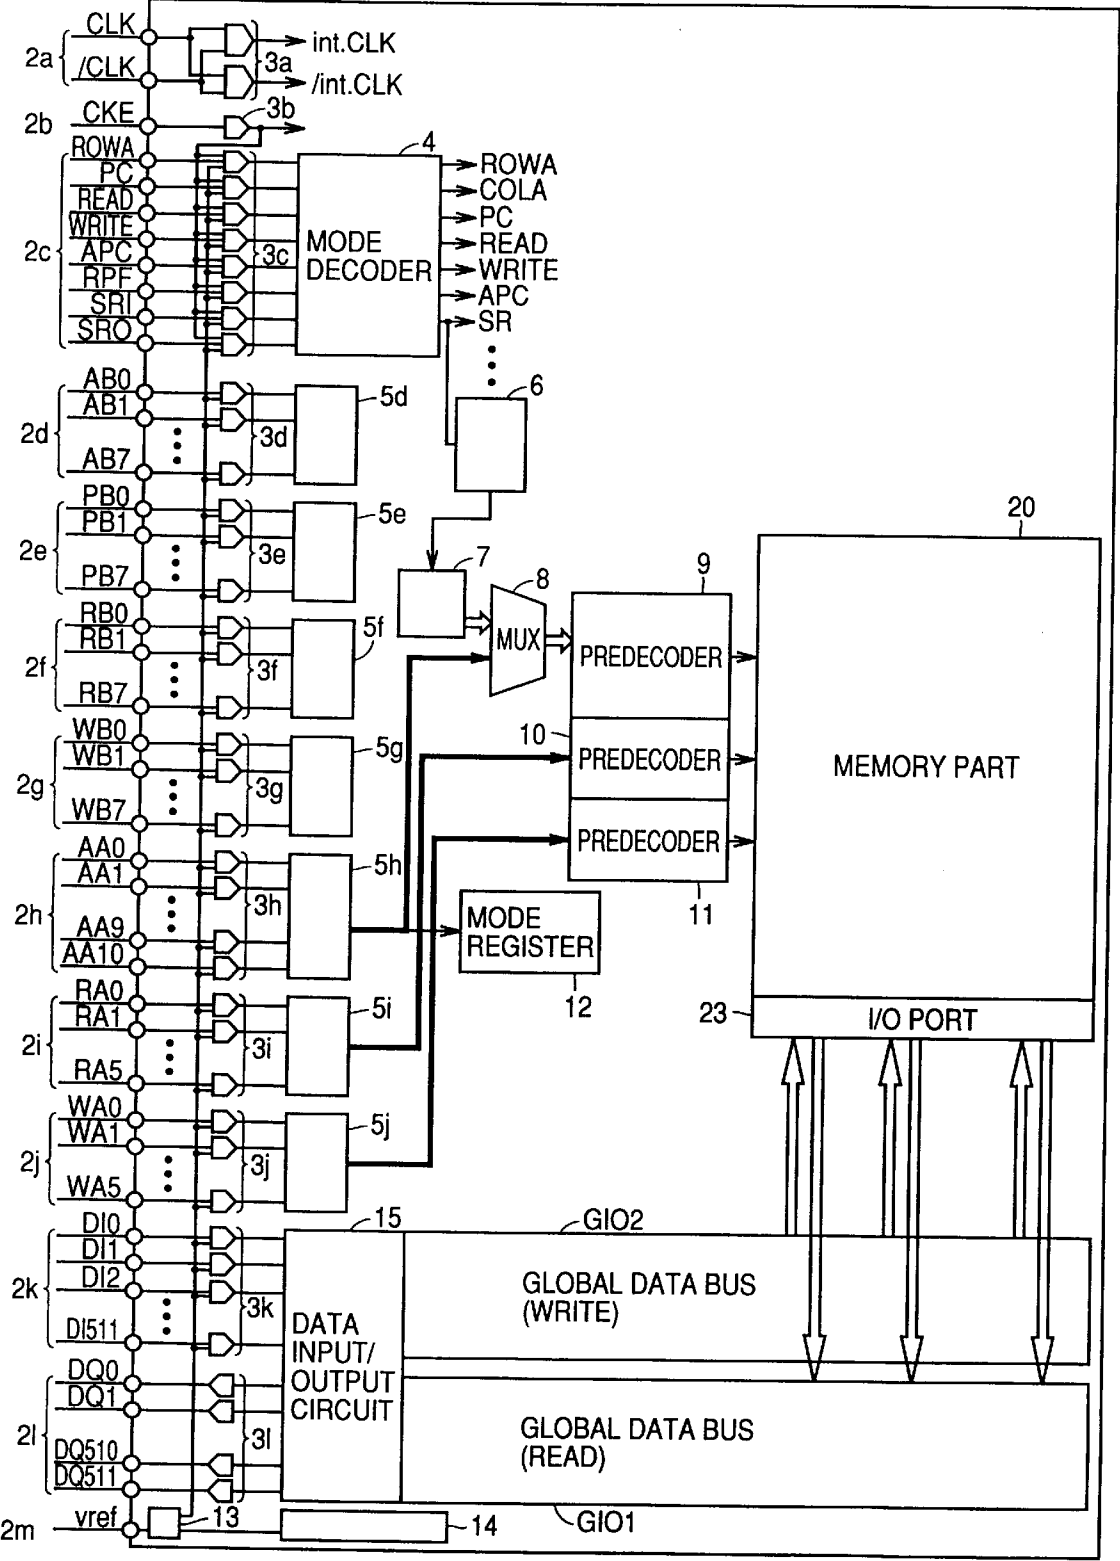 CLK
2a
/CLK
3a
int.CLK
/int.CLK
2b
CKE
3b
ROWA
PC
READ
WRITE
APC
RPF
SRI
SRO
2c
3c
4
MODE
DECODER
ROWA
COLA
PC
READ
WRITE
APC
SR
AB0
AB1
AB7
2d
3d
5d
6
PB0
PB1
PB7
2e
3e
5e
7
8
MUX
RB0
RB1
RB7
2f
3f
5f
9
PREDECODER
10
PREDECODER
PREDECODER
11
20
MEMORY PART
WB0
WB1
WB7
2g
3g
5g
AA0
AA1
AA9
AA10
2h
3h
5h
MODE
REGISTER
12
23
I/O PORT
RA0
RA1
RA5
2i
3i
5i
WA0
WA1
WA5
2j
3j
5j
DI0
DI1
DI2
DI511
2k
3k
15
DATA
INPUT/
OUTPUT
CIRCUIT
GIO2
GLOBAL DATA BUS
(WRITE)
DQ0
DQ1
DQ510
DQ511
2l
3l
GLOBAL DATA BUS
(READ)
GIO1
2m
vref
13
14